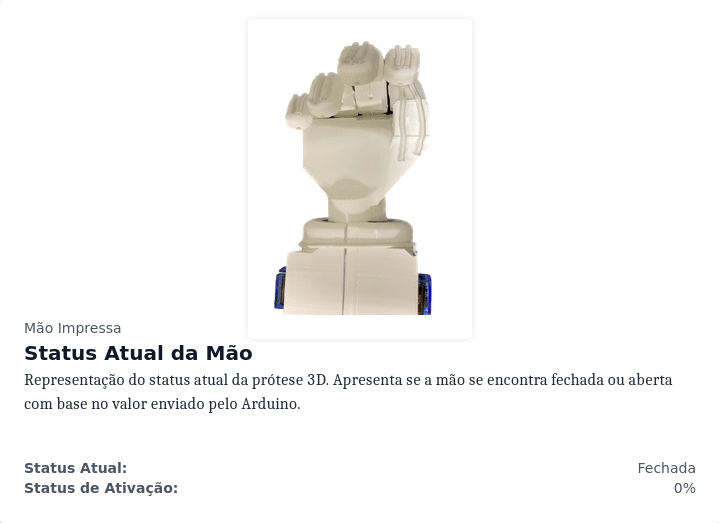 Mão Impressa
Status Atual da Mão
Representação do status atual da prótese 3D. Apresenta se a mão se encontra fechada ou aberta
com base no valor enviado pelo Arduino.
Status Atual: Fechada
Status de Ativação: 0%